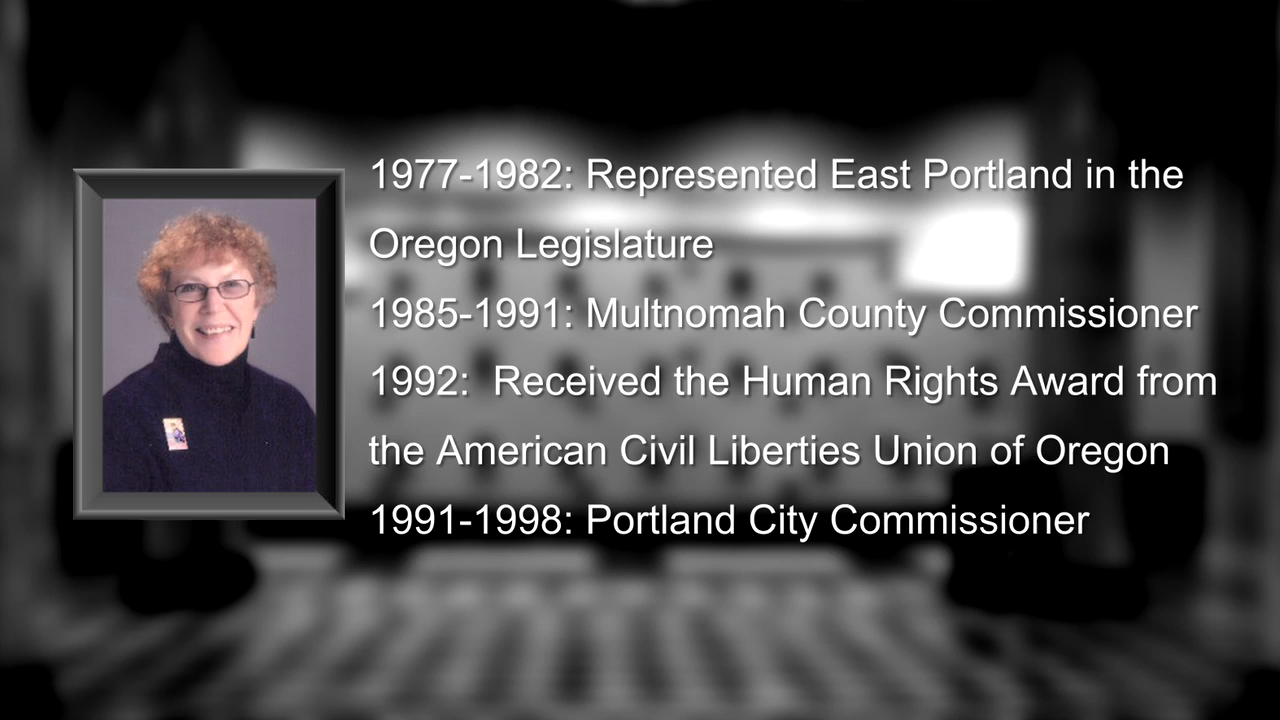 1977-1982: Represented East Portland in the
Oregon Legislature
1985-1991: Multnomah County Commissioner
1992:  Received the Human Rights Award from
the American Civil Liberties Union of Oregon
1991-1998: Portland City Commissioner